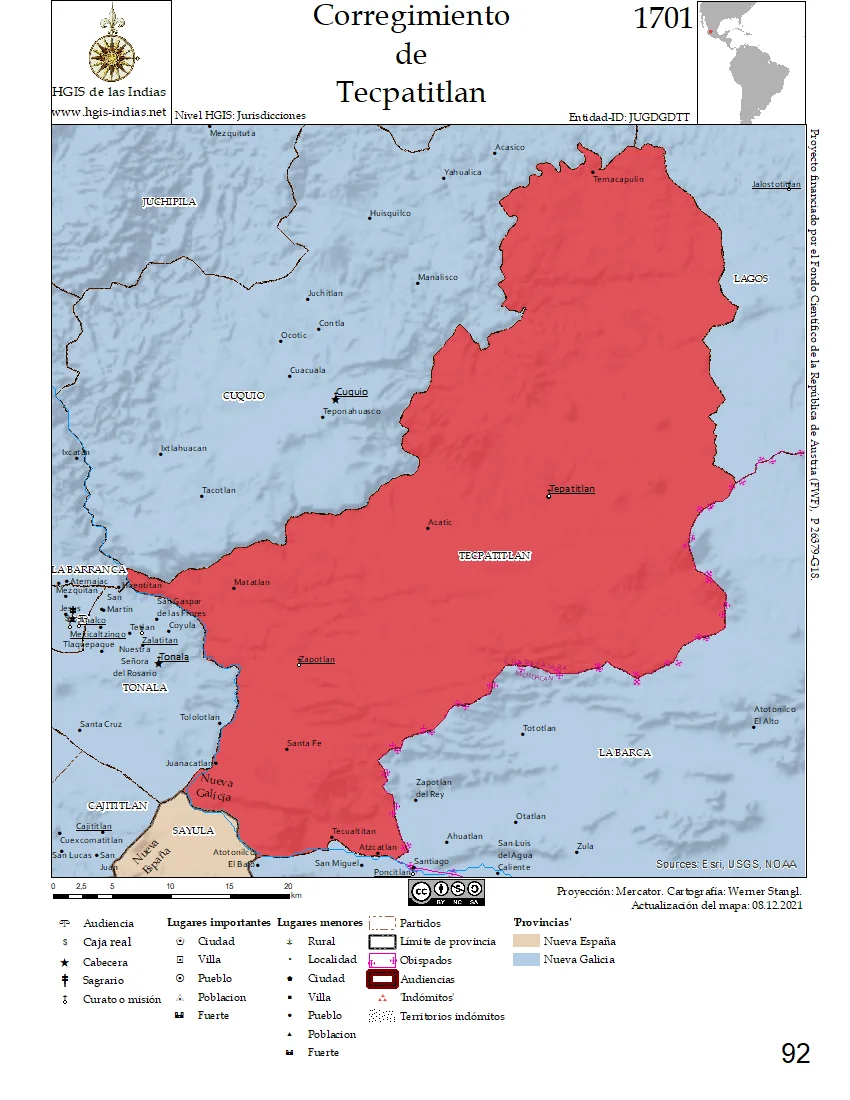 Corregimiento
de
Tecpatitlan
1701
HGIS de las Indias
www.hgis-indias.net
Nivel HGIS: Jurisdicciones
Entidad-ID: JUGDGDTT
Proyecto financiado por el Fondo Científico de la República de Austria (FWF), P 26379-G18.
Mezquituta
Acasico
Yahualica
Temacapulin
Jalostotitlan
JUCHIPILA
Huisquilco
Manalisco
LAGOS
Juchitlan
Contla
Ocotic
Cuacuala
CUQUIO
Cuquio
Teponahuasco
Ixcatan
Ixtlahuacan
Tacotlan
Tepatitlan
Acatic
TECPATITLAN
LA BARRANCA
Atemajac
Mezquitan
Matatlan
San
Martin
San Gaspar
de las Flores
Tetlan
Coyula
Mexicaltzingo
Zalatitan
Tlaquepaque
Nuestra
Señora
del Rosario
Tonala
Zapotlan
TONALA
MICHOACAN
Tololotlan
Santa Cruz
Santa Fe
Tototlan
Atotonilco
El Alto
LA BARCA
Juanacatlan
Nueva
Galicia
Zapotlan
del Rey
CAJITITLAN
SAYULA
Nueva
España
Cajititlan
Cuexcomatitlan
San Lucas
San
Juan
Atotonilco
El Bajo
Tecualtitan
Atzcatlan
San Miguel
Santiago
Poncitlan
Otatlan
Ahuatlan
San Luis
del Agua
Caliente
Zula
Sources: Esri, USGS, NOAA
0 2,5 5 10 15 20
km
cc BY NC SA
Proyección: Mercator. Cartografía: Werner Stangl.
Actualización del mapa: 08.12.2021
Audiencia
Caja real
Cabecera
Sagrario
Curato o misión
Lugares importantes
Ciudad
Villa
Pueblo
Poblacion
Fuerte
Lugares menores
Rural
Localidad
Ciudad
Villa
Pueblo
Poblacion
Fuerte
Partidos
Límite de provincia
Obispados
Audiencias
'Indómitos'
Territorios indómitos
'Provincias'
Nueva España
Nueva Galicia
92